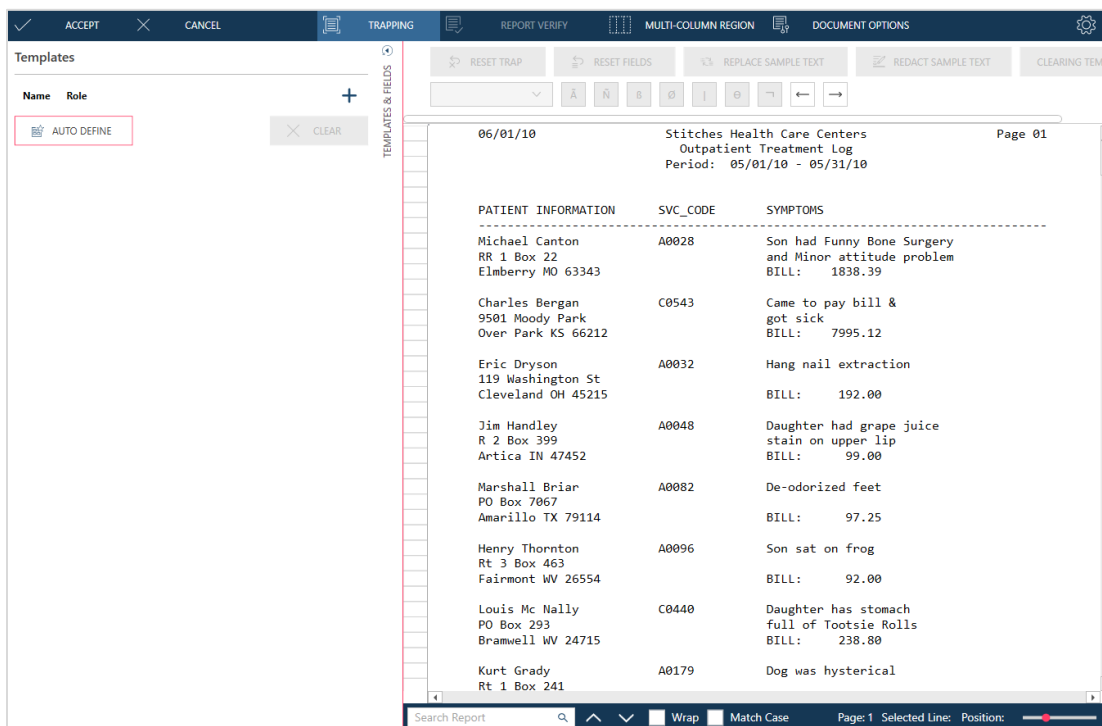 ACCEPT CANCEL TRAPPING REPORT VERIFY MULTI-COLUMN REGION DOCUMENT OPTIONS
Templates
Name Role
AUTO DEFINE CLEAR
TEMPLATES & FIELDS
RESET TRAP RESET FIELDS REPLACE SAMPLE TEXT REDACT SAMPLE TEXT CLEARING TEM
Ä Ñ ß Ø ¦ Θ ¬ ← →
06/01/10 Stitches Health Care Centers Page 01
Outpatient Treatment Log
Period: 05/01/10 - 05/31/10
PATIENT INFORMATION SVC_CODE SYMPTOMS
--------------------------------------------------------------------------------
Michael Canton A0028 Son had Funny Bone Surgery
RR 1 Box 22 and Minor attitude problem
Elmberry MO 63343 BILL: 1838.39
Charles Bergan C0543 Came to pay bill &
9501 Moody Park got sick
Over Park KS 66212 BILL: 7995.12
Eric Dryson A0032 Hang nail extraction
119 Washington St
Cleveland OH 45215 BILL: 192.00
Jim Handley A0048 Daughter had grape juice
R 2 Box 399 stain on upper lip
Artica IN 47452 BILL: 99.00
Marshall Briar A0082 De-odorized feet
PO Box 7067
Amarillo TX 79114 BILL: 97.25
Henry Thornton A0096 Son sat on frog
Rt 3 Box 463
Fairmont WV 26554 BILL: 92.00
Louis Mc Nally C0440 Daughter has stomach
PO Box 293 full of Tootsie Rolls
Bramwell WV 24715 BILL: 238.80
Kurt Grady A0179 Dog was hysterical
Rt 1 Box 241
Search Report Wrap Match Case Page: 1 Selected Line: Position: